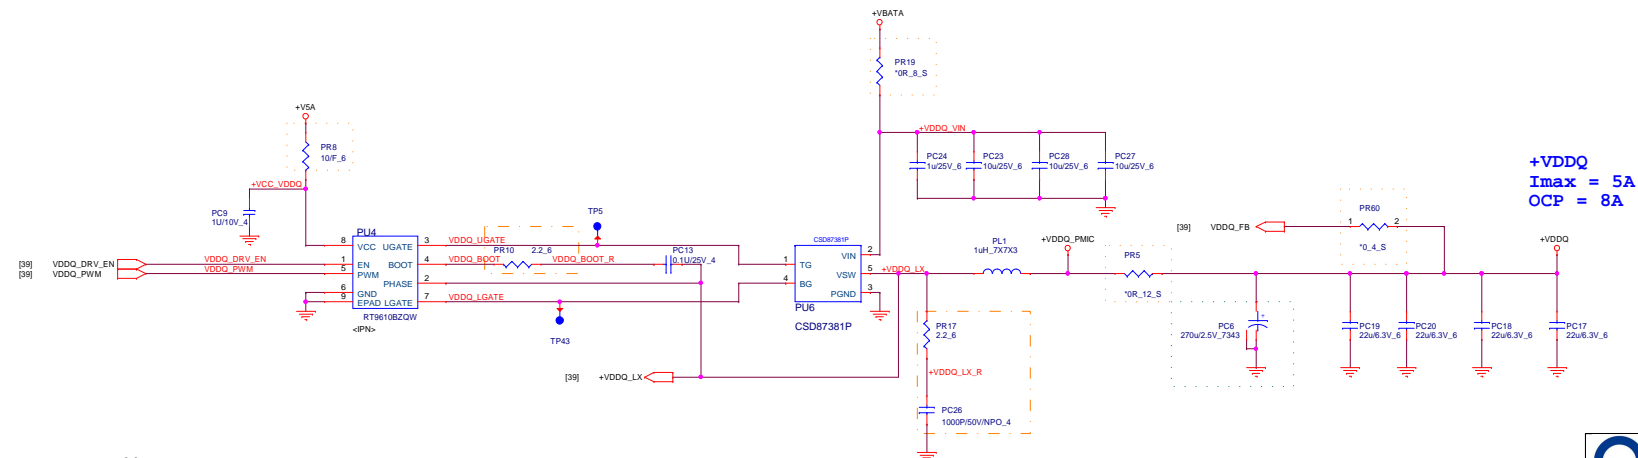 +VBATA
PR19
*0R_8_S
+V5A
PR8
10/F_6
+VCC_VDDQ
PC9
1U/10V_4
+VDDQ_VIN
PC24
1u/25V_6
PC23
10u/25V_6
PC28
10u/25V_6
PC27
10u/25V_6
+VDDQ
Imax = 5A
OCP = 8A
PU4
8 VCC UGATE 3 VDDQ_UGATE
TP5
PR10 2.2_6
[39] VDDQ_DRV_EN VDDQ_DRV_EN 1 EN BOOT 4 VDDQ_BOOT VDDQ_BOOT_R
PC13
0.1U/25V_4
[39] VDDQ_PWM VDDQ_PWM 5 PWM PHASE 2
6 GND
9 EPAD LGATE 7 VDDQ_LGATE
RT9610BZQW
<IPN>
TP43
CSD87381P
VIN 2
1 TG
VSW 5 +VDDQ_LX
4 BG
PGND 3
PU6
CSD87381P
PL1
1uH_7X7X3
+VDDQ_PMIC
PR5
*0R_12_S
[39] VDDQ_FB
PR60
1 2
*0_4_S
+VDDQ
PR17
2.2_6
+VDDQ_LX_R
PC26
1000P/50V/NPO_4
[39] +VDDQ_LX
+
PC6
270u/2.5V_7343
PC19
22u/6.3V_6
PC20
22u/6.3V_6
PC18
22u/6.3V_6
PC17
22u/6.3V_6